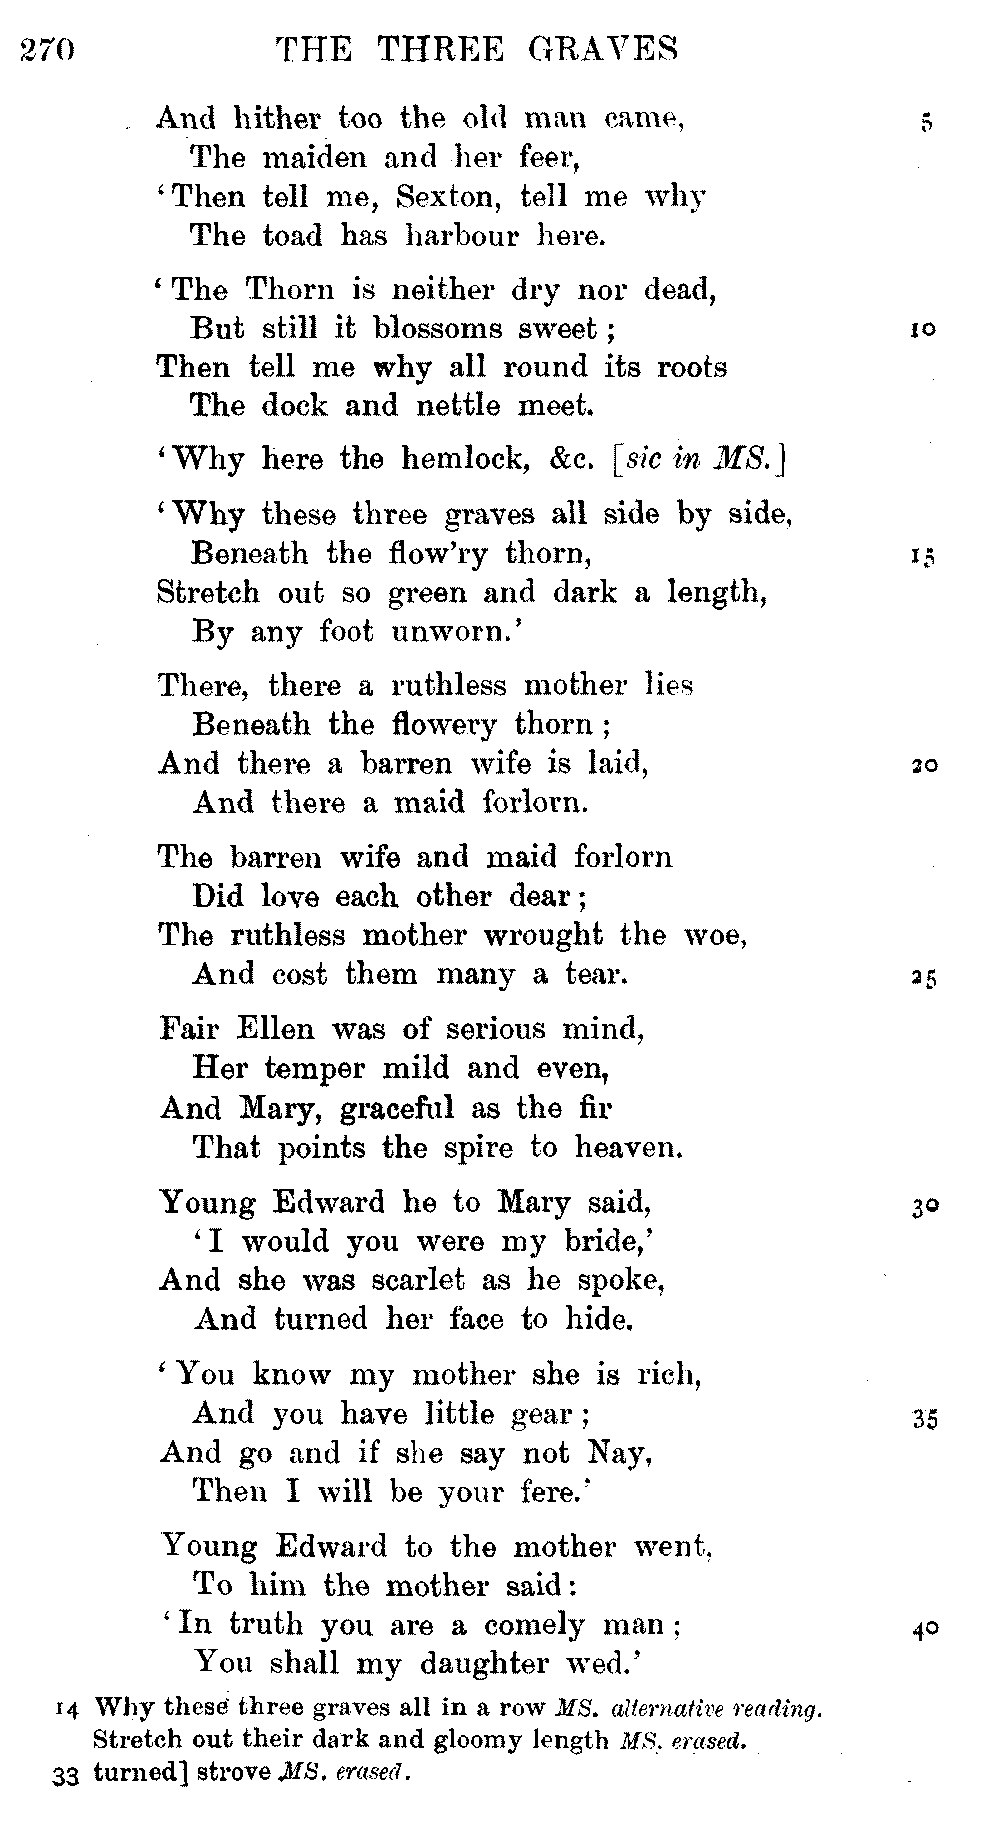 270 THE THREE GRAVES
And hither too the old man came, 5
The maiden and her feer,
‘Then tell me, Sexton, tell me why
The toad has harbour here.
‘The Thorn is neither dry nor dead,
But still it blossoms sweet; 10
Then tell me why all round its roots
The dock and nettle meet.
‘Why here the hemlock, &c. [sic in MS.]
‘Why these three graves all side by side,
Beneath the flow’ry thorn, 15
Stretch out so green and dark a length,
By any foot unworn.’
There, there a ruthless mother lies
Beneath the flowery thorn;
And there a barren wife is laid, 20
And there a maid forlorn.
The barren wife and maid forlorn
Did love each other dear;
The ruthless mother wrought the woe,
And cost them many a tear. 25
Fair Ellen was of serious mind,
Her temper mild and even,
And Mary, graceful as the fir
That points the spire to heaven.
Young Edward he to Mary said, 30
‘I would you were my bride,’
And she was scarlet as he spoke,
And turned her face to hide.
‘You know my mother she is rich,
And you have little gear; 35
And go and if she say not Nay,
Then I will be your fere.’
Young Edward to the mother went,
To him the mother said:
‘In truth you are a comely man; 40
You shall my daughter wed.’
14 Why these three graves all in a row MS. alternative reading.
Stretch out their dark and gloomy length MS. erased.
33 turned] strove MS. erased.